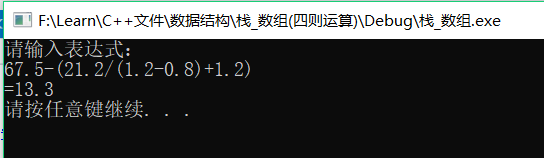 F:\Learn\C++文件\数据结构\栈_数组(四则运算)\Debug\栈_数组.exe
请输入表达式：
67.5-(21.2/(1.2-0.8)+1.2)
=13.3
请按任意键继续. . .